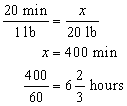 20 min / 1 lb = x / 20 lb
x = 400 min
400 / 60 = 6 2/3 hours